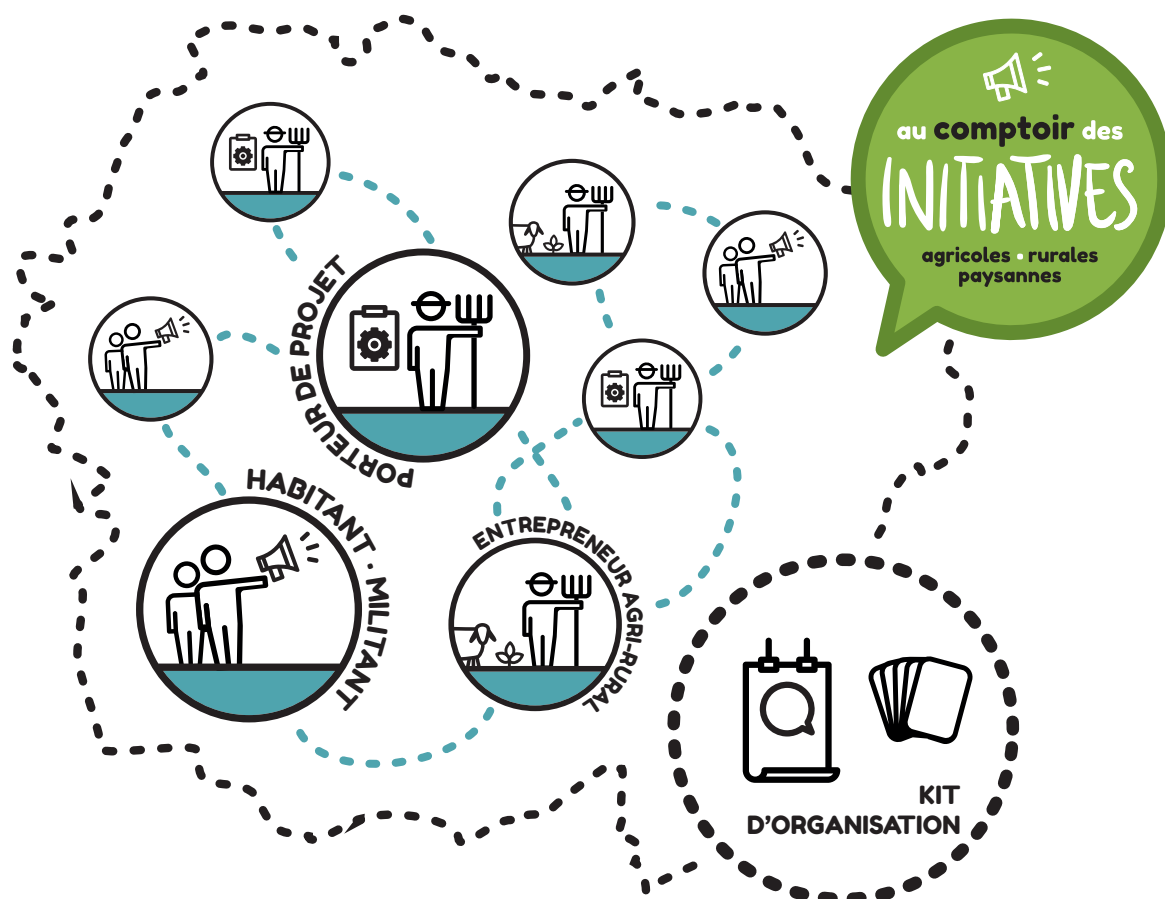 au comptoir des
INITIATIVES
agricoles • rurales
paysannes
PORTEUR DE PROJET
HABITANT • MILITANT
ENTREPRENEUR AGRI-RURAL
KIT
D'ORGANISATION